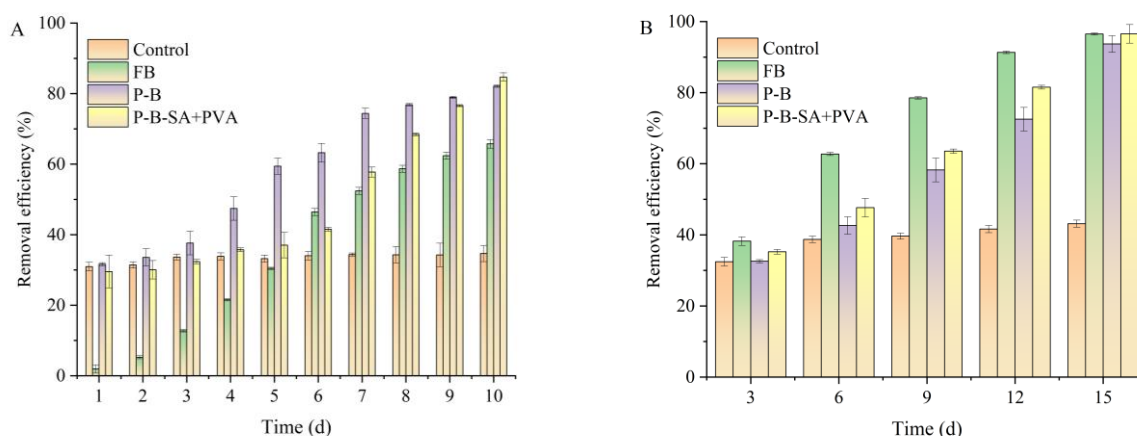 A
Control
FB
P-B
P-B-SA+PVA
Removal efficiency (%)
100
80
60
40
20
0
1 2 3 4 5 6 7 8 9 10
Time (d)
B
Control
FB
P-B
P-B-SA+PVA
Removal efficiency (%)
100
80
60
40
20
0
3 6 9 12 15
Time (d)